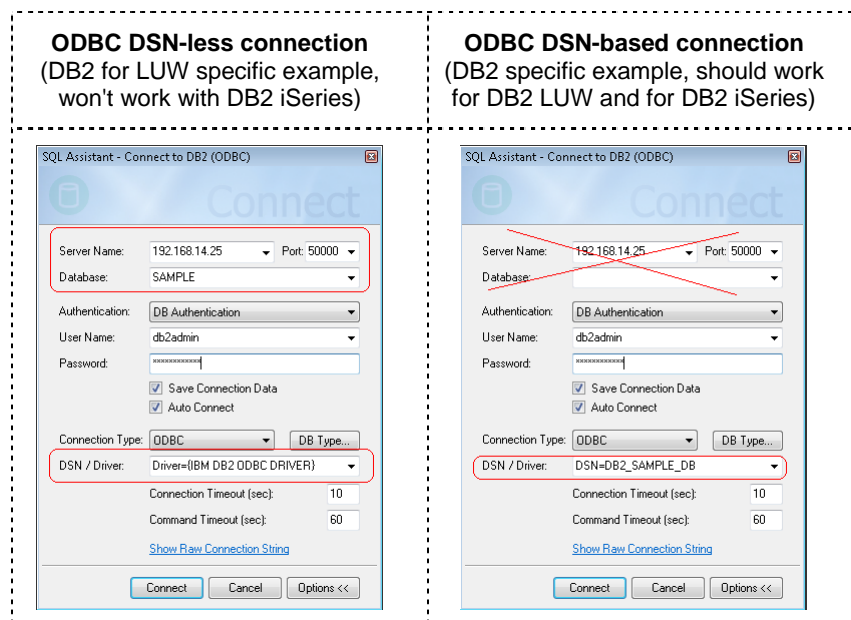 ODBC DSN-less connection
(DB2 for LUW specific example,
won't work with DB2 iSeries)
ODBC DSN-based connection
(DB2 specific example, should work
for DB2 LUW and for DB2 iSeries)
SQL Assistant - Connect to DB2 (ODBC)
Connect
Server Name: 192.168.14.25 Port: 50000
Database: SAMPLE
Authentication: DB Authentication
User Name: db2admin
Password: ************
Save Connection Data
Auto Connect
Connection Type: ODBC DB Type...
DSN / Driver: Driver={IBM DB2 ODBC DRIVER}
Connection Timeout (sec): 10
Command Timeout (sec): 60
Show Raw Connection String
Connect Cancel Options <<
SQL Assistant - Connect to DB2 (ODBC)
Connect
Server Name: 192.168.14.25 Port: 50000
Database:
Authentication: DB Authentication
User Name: db2admin
Password: ************
Save Connection Data
Auto Connect
Connection Type: ODBC DB Type...
DSN / Driver: DSN=DB2_SAMPLE_DB
Connection Timeout (sec): 10
Command Timeout (sec): 60
Show Raw Connection String
Connect Cancel Options <<